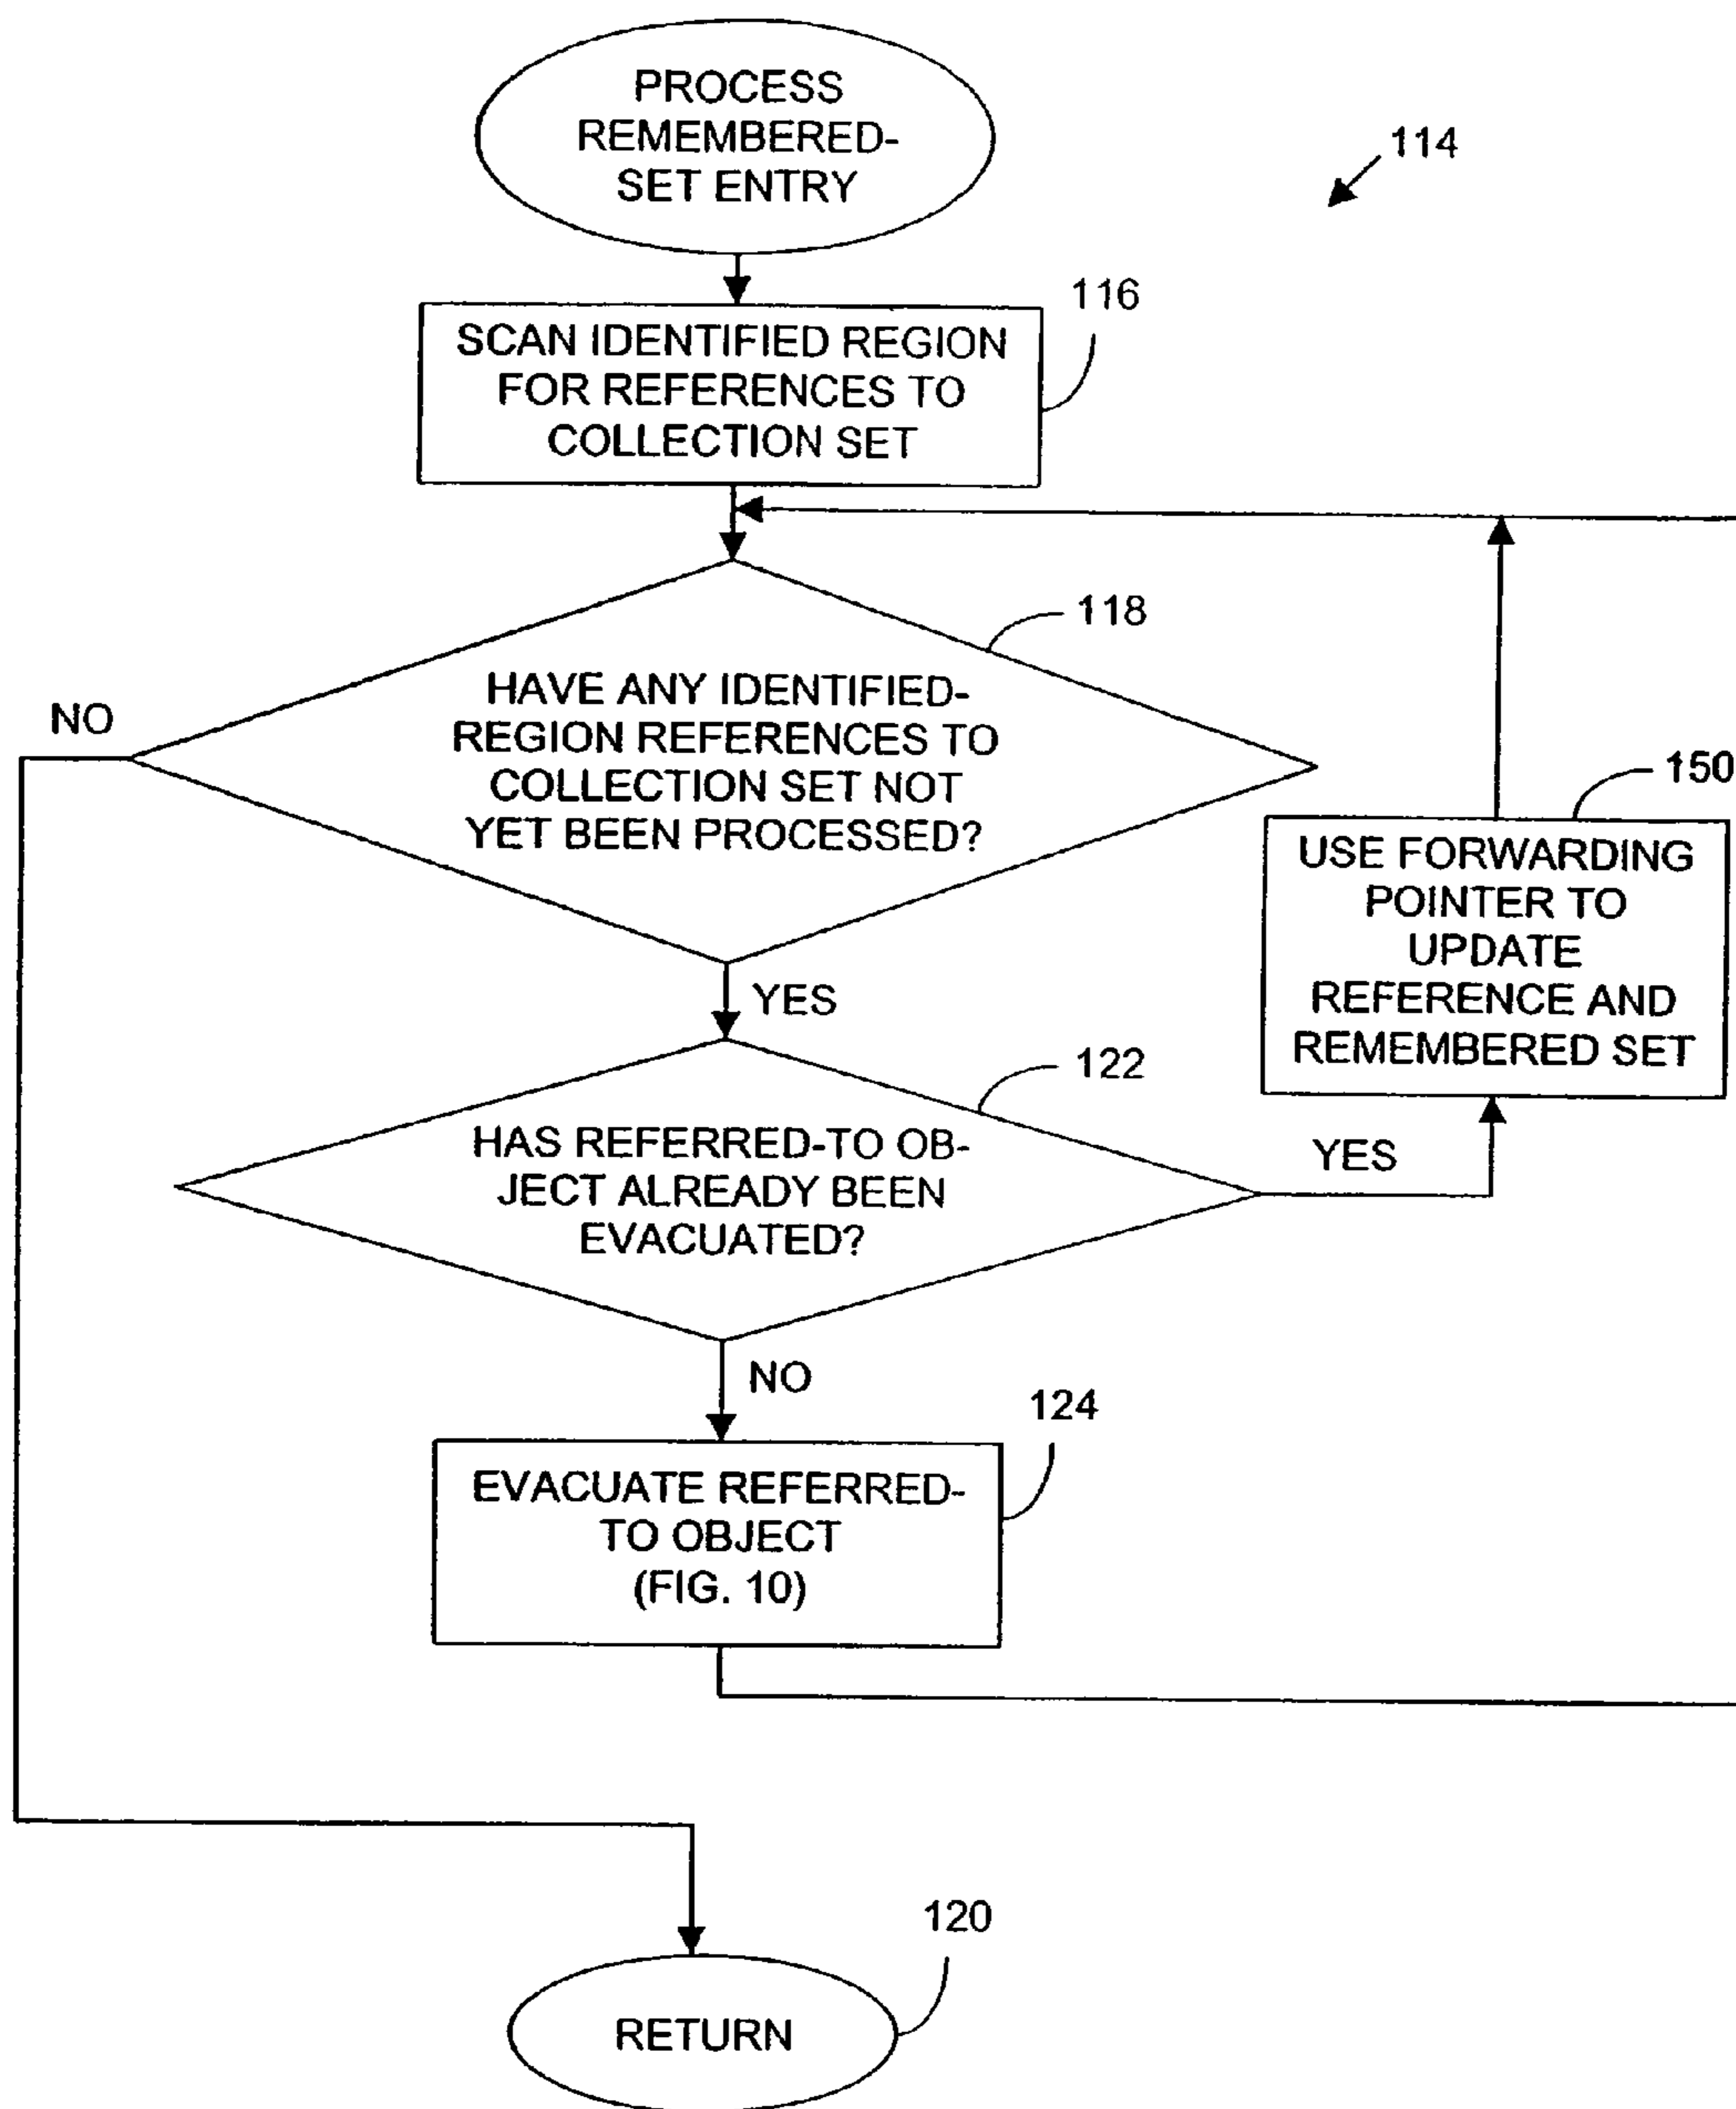 PROCESS
REMEMBERED-
SET ENTRY
114
116
SCAN IDENTIFIED REGION
FOR REFERENCES TO
COLLECTION SET
118
HAVE ANY IDENTIFIED-
REGION REFERENCES TO
COLLECTION SET NOT
YET BEEN PROCESSED?
NO
150
USE FORWARDING
POINTER TO
UPDATE
REFERENCE AND
REMEMBERED SET
YES
122
HAS REFERRED-TO OB-
JECT ALREADY BEEN
EVACUATED?
YES
NO
124
EVACUATE REFERRED-
TO OBJECT
(FIG. 10)
120
RETURN